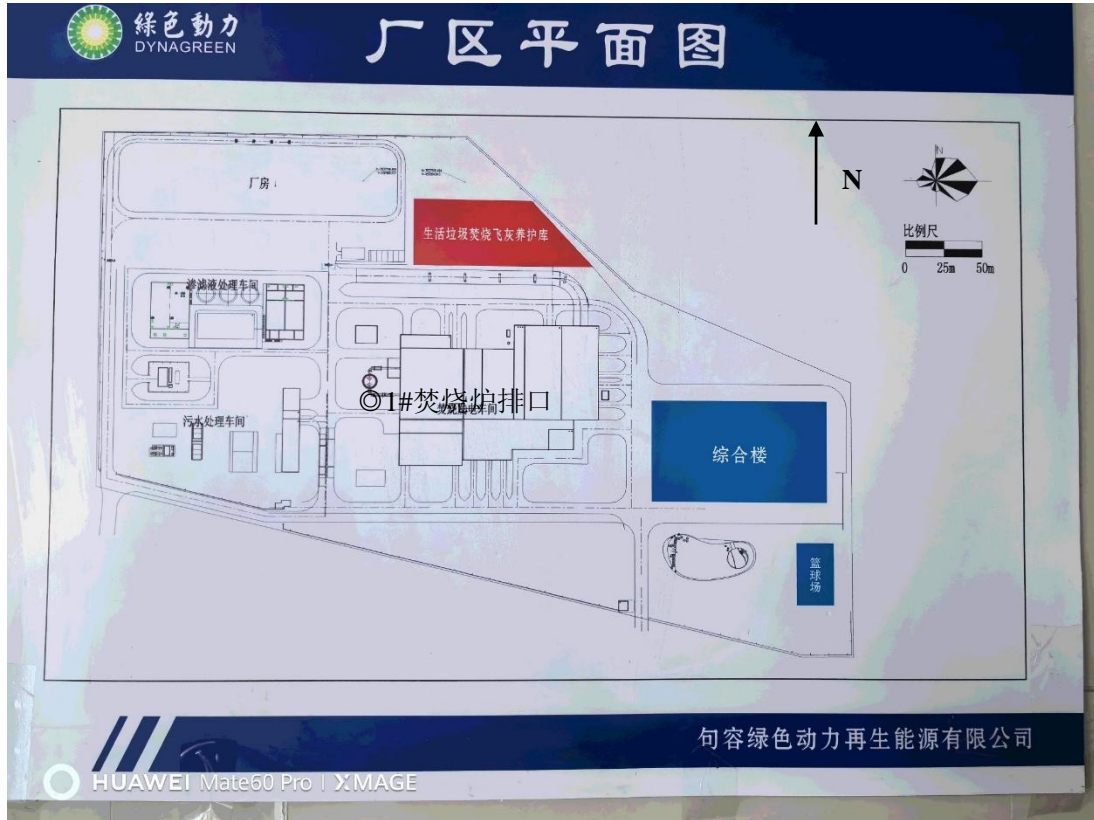 綠色動力
DYNAGREEN
厂区平面图
N
N
比例尺
0 25m 50m
厂房
生活垃圾焚烧飞灰养护库
渗滤液处理车间
◎1#焚烧炉排口
污水处理车间
综合楼
篮球场
句容绿色动力再生能源有限公司
HUAWEI Mate60 Pro | XMAGE